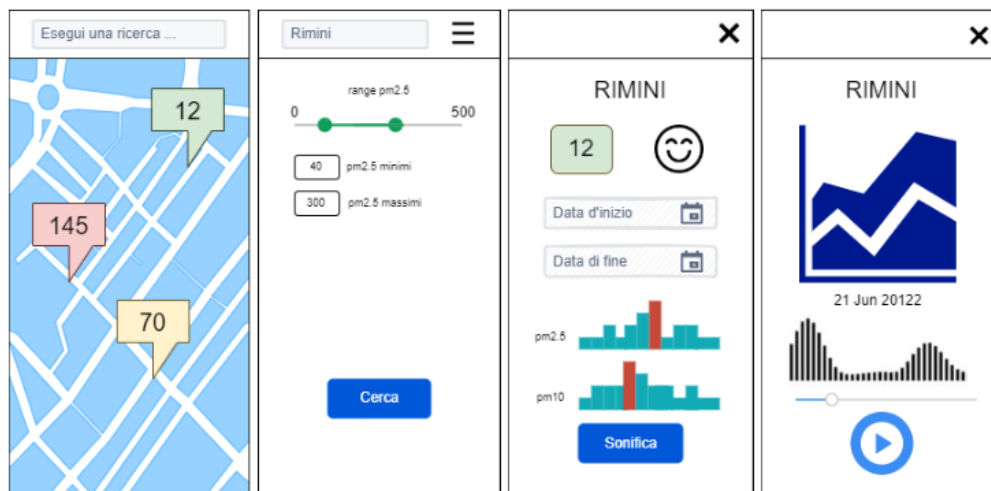 Esegui una ricerca ...
12
145
70
Rimini
range pm2.5
0
500
40 pm2.5 minimi
300 pm2.5 massimi
Cerca
RIMINI
12
Data d'inizio
Data di fine
pm2.5
pm10
Sonifica
RIMINI
21 Jun 20122